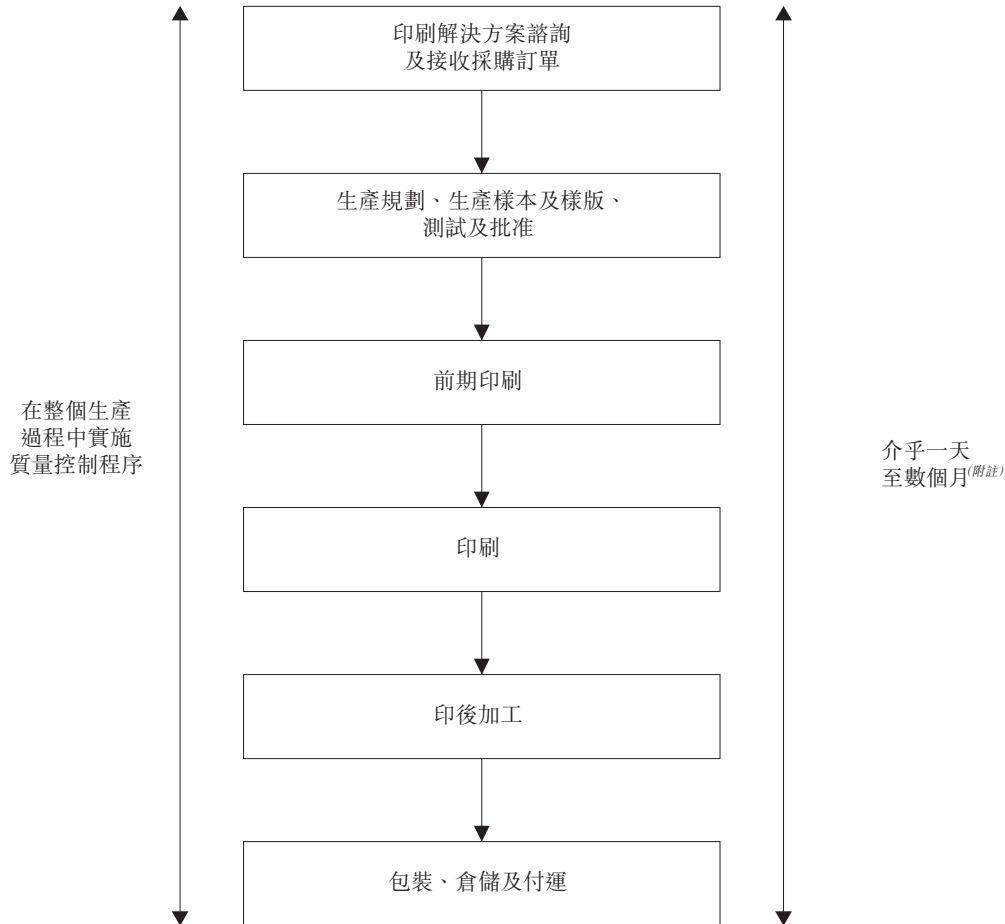 印刷解決方案諮詢
及接收採購訂單
生產規劃、生產樣本及樣版、
測試及批准
前期印刷
在整個生產
過程中實施
質量控制程序
介乎一天
至數個月(附註)
印刷
印後加工
包裝、倉儲及付運